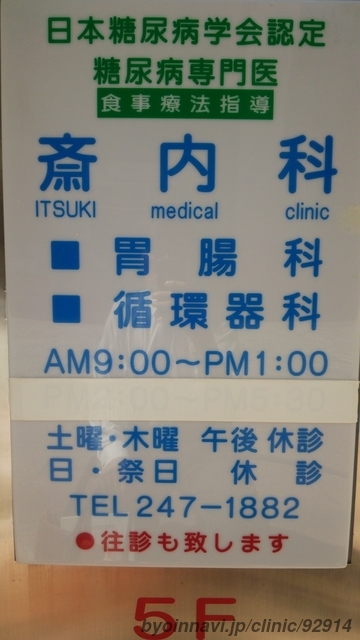 日本糖尿病学会認定
糖尿病専門医
食事療法指導
斎内科
ITSUKI medical clinic
■ 胃腸科
■ 循環器科
AM9:00～PM1:00
土曜・木曜 午後 休診
日・祭日 休診
TEL 247-1882
●往診も致します
5F
byoinnavi.jp/clinic/92914